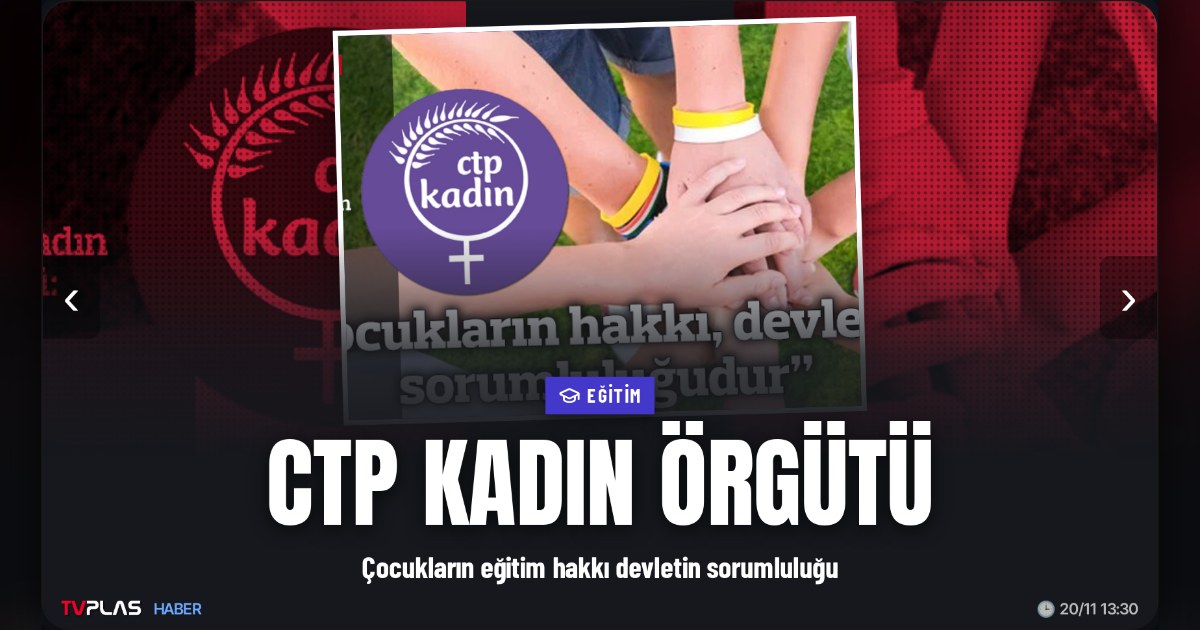 ctp
kadın
ocukların hakkı, devle
sorumluluğudur”
EĞİTİM
CTP KADIN ÖRGÜTÜ
Çocukların eğitim hakkı devletin sorumluluğu
TVPLAS HABER
20/11 13:30